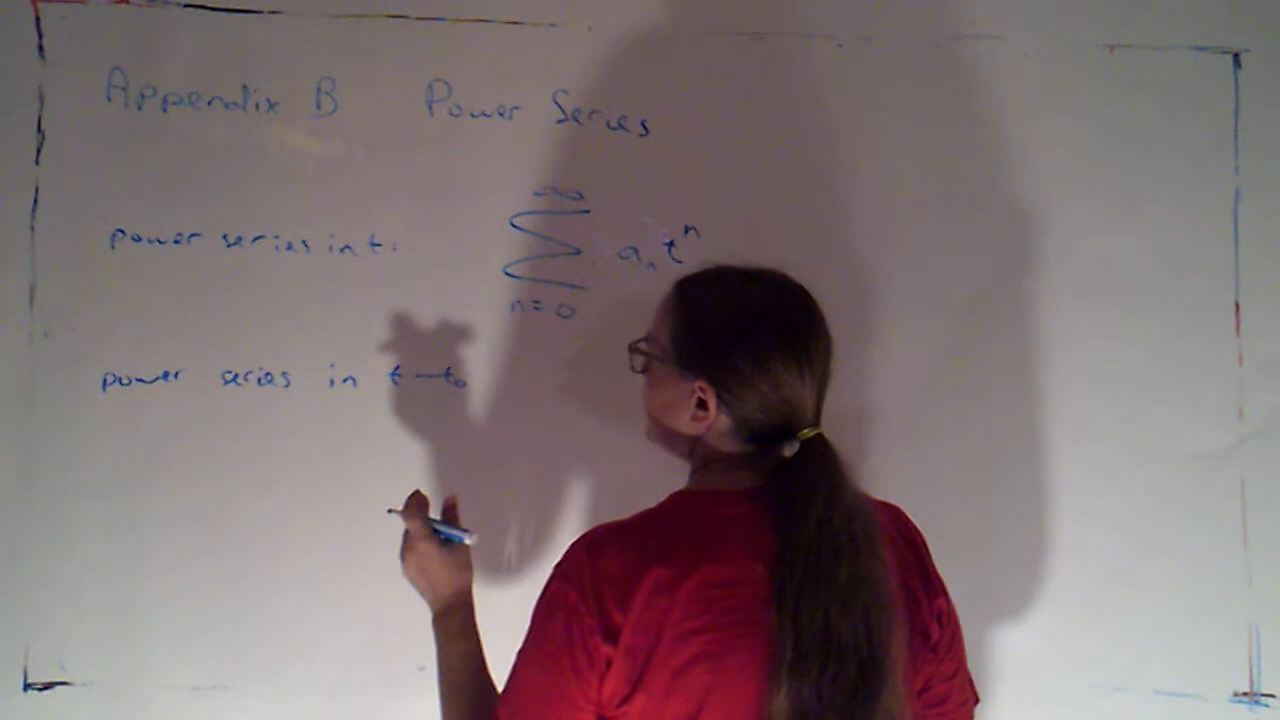 Appendix B Power Series
power series in t:
∞
∑ aₙtⁿ
n=0
power series in t-t₀